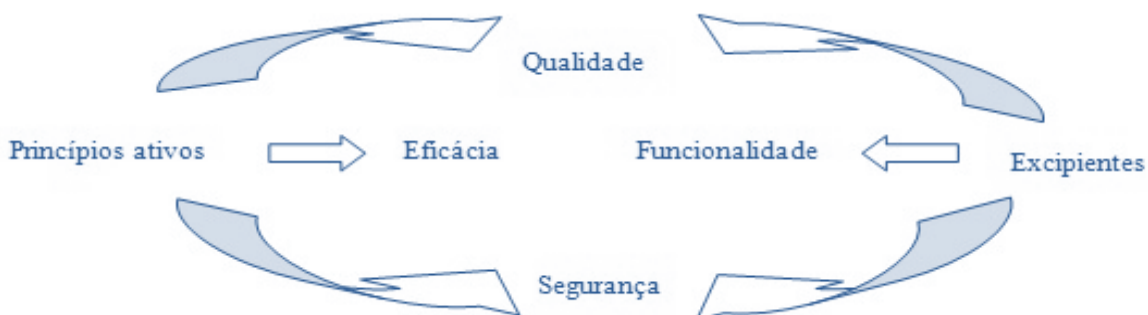 Qualidade
Princípios ativos
Eficácia
Funcionalidade
Excipientes
Segurança